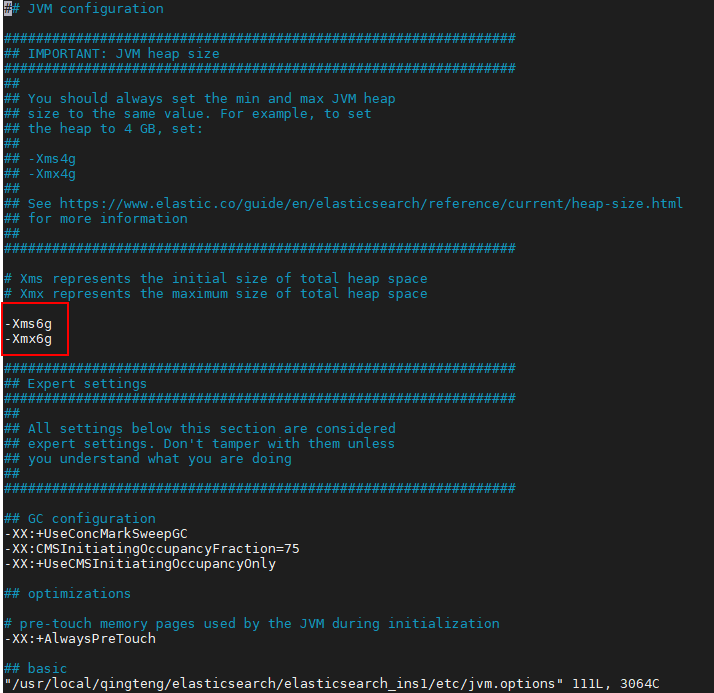 ## JVM configuration
################################################################
## IMPORTANT: JVM heap size
################################################################
##
## You should always set the min and max JVM heap
## size to the same value. For example, to set
## the heap to 4 GB, set:
##
## -Xms4g
## -Xmx4g
##
## See https://www.elastic.co/guide/en/elasticsearch/reference/current/heap-size.html
## for more information
##
################################################################
# Xms represents the initial size of total heap space
# Xmx represents the maximum size of total heap space
-Xms6g
-Xmx6g
################################################################
## Expert settings
################################################################
##
## All settings below this section are considered
## expert settings. Don't tamper with them unless
## you understand what you are doing
##
################################################################
## GC configuration
-XX:+UseConcMarkSweepGC
-XX:CMSInitiatingOccupancyFraction=75
-XX:+UseCMSInitiatingOccupancyOnly
## optimizations
# pre-touch memory pages used by the JVM during initialization
-XX:+AlwaysPreTouch
## basic
"/usr/local/qingteng/elasticsearch/elasticsearch_ins1/etc/jvm.options" 111L, 3064C